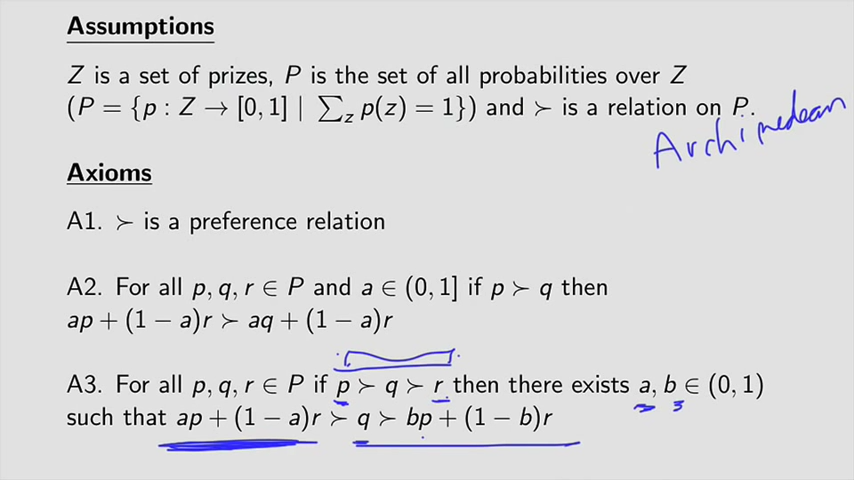 Assumptions
Z is a set of prizes, P is the set of all probabilities over Z
(P = {p : Z → [0, 1] | ∑_z p(z) = 1}) and ≻ is a relation on P.
Archimedean
Axioms
A1. ≻ is a preference relation
A2. For all p, q, r ∈ P and a ∈ (0, 1] if p ≻ q then
ap + (1 − a)r ≻ aq + (1 − a)r
A3. For all p, q, r ∈ P if p ≻ q ≻ r then there exists a, b ∈ (0, 1)
such that ap + (1 − a)r ≻ q ≻ bp + (1 − b)r